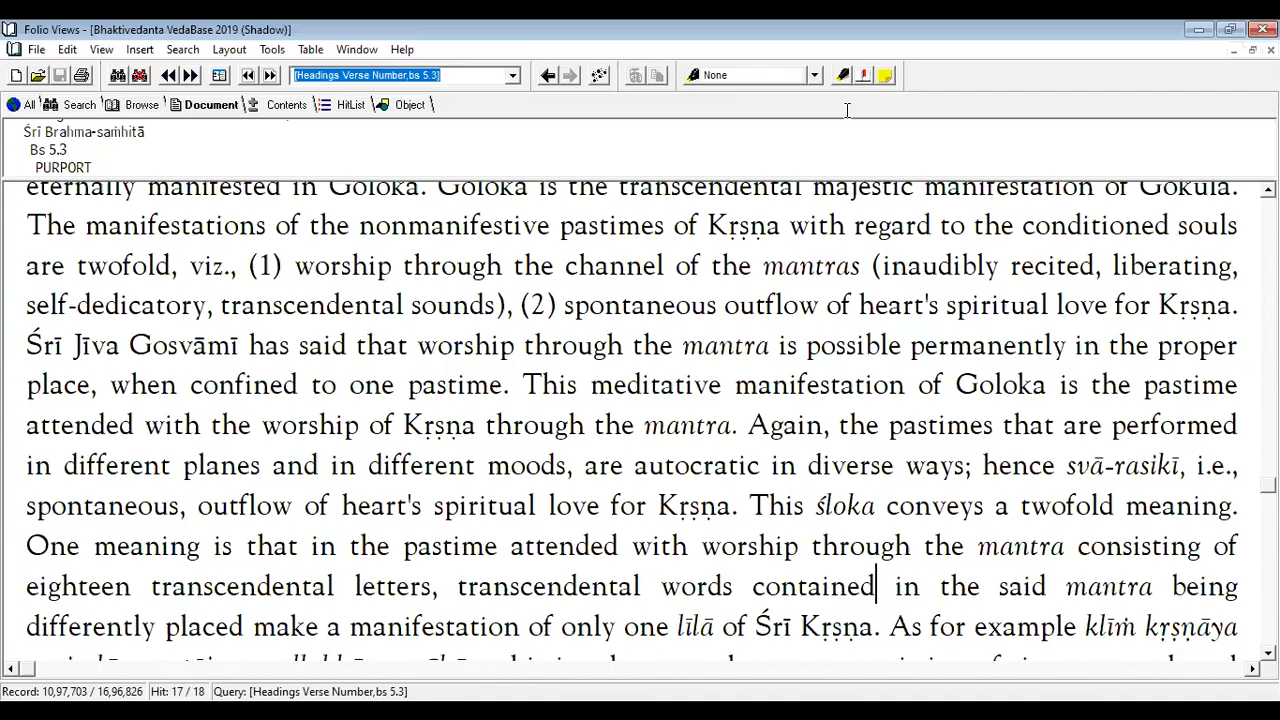 Folio Views - [Bhaktivedanta VedaBase 2019 (Shadow)]
File Edit View Insert Search Layout Tools Table Window Help
[Headings Verse Number,bs 5.3]
None
All Search Browse Document Contents HitList Object
Śrī Brahma-saṁhitā
Bs 5.3
PURPORT
eternally manifested in Goloka. Goloka is the transcendental majestic manifestation of Gokula.
The manifestations of the nonmanifestive pastimes of Kṛṣṇa with regard to the conditioned souls
are twofold, viz., (1) worship through the channel of the mantras (inaudibly recited, liberating,
self-dedicatory, transcendental sounds), (2) spontaneous outflow of heart's spiritual love for Kṛṣṇa.
Śrī Jīva Gosvāmī has said that worship through the mantra is possible permanently in the proper
place, when confined to one pastime. This meditative manifestation of Goloka is the pastime
attended with the worship of Kṛṣṇa through the mantra. Again, the pastimes that are performed
in different planes and in different moods, are autocratic in diverse ways; hence svā-rasikī, i.e.,
spontaneous, outflow of heart's spiritual love for Kṛṣṇa. This śloka conveys a twofold meaning.
One meaning is that in the pastime attended with worship through the mantra consisting of
eighteen transcendental letters, transcendental words contained in the said mantra being
differently placed make a manifestation of only one līlā of Śrī Kṛṣṇa. As for example klīṁ kṛṣṇāya
Record: 10,97,703 / 16,96,826 Hit: 17 / 18 Query: [Headings Verse Number,bs 5.3]